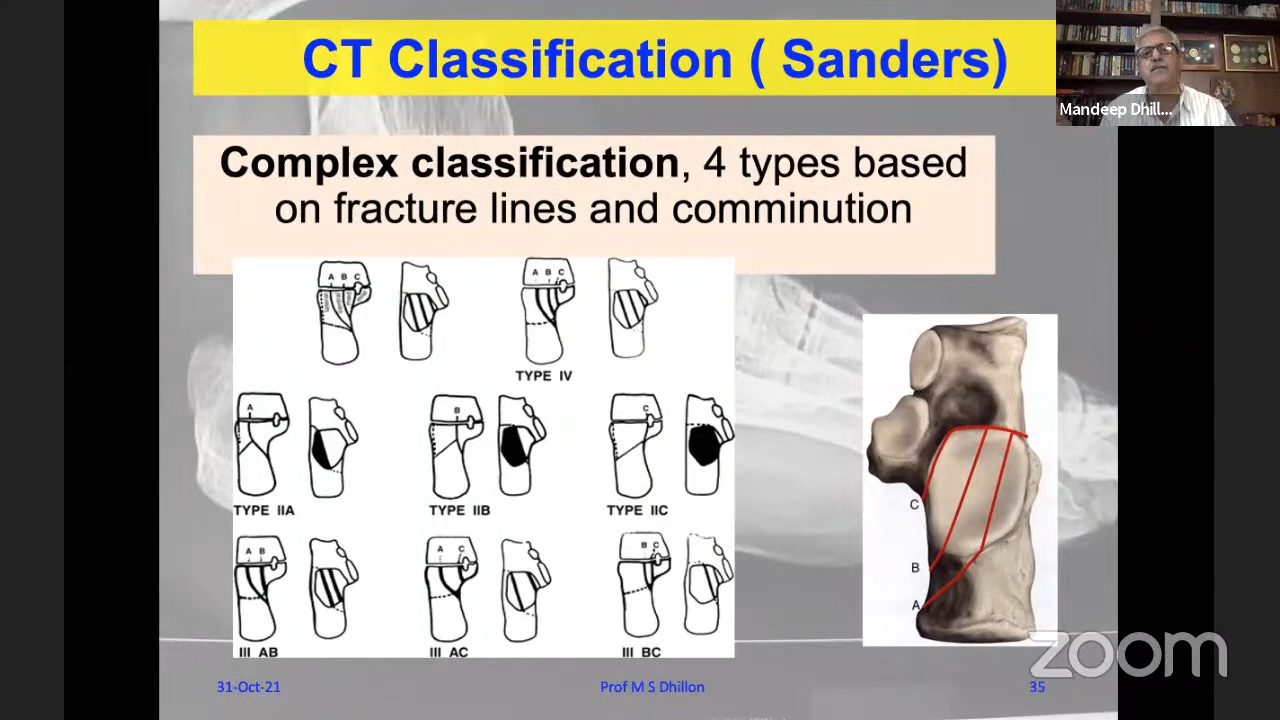 CT Classification ( Sanders)
Mandeep Dhill...
Complex classification, 4 types based
on fracture lines and comminution
A B C
A B C
TYPE IV
A
B
C
TYPE IIA
TYPE IIB
TYPE IIC
A B
A C
B C
III AB
III AC
III BC
C
B
A
zoom
31-Oct-21
Prof M S Dhillon
35